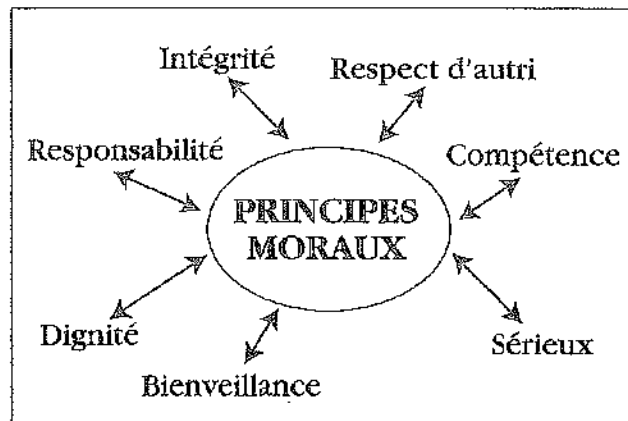 Intégrité
Respect d'autri
Responsabilité
Compétence
PRINCIPES
MORAUX
Dignité
Sérieux
Bienveillance